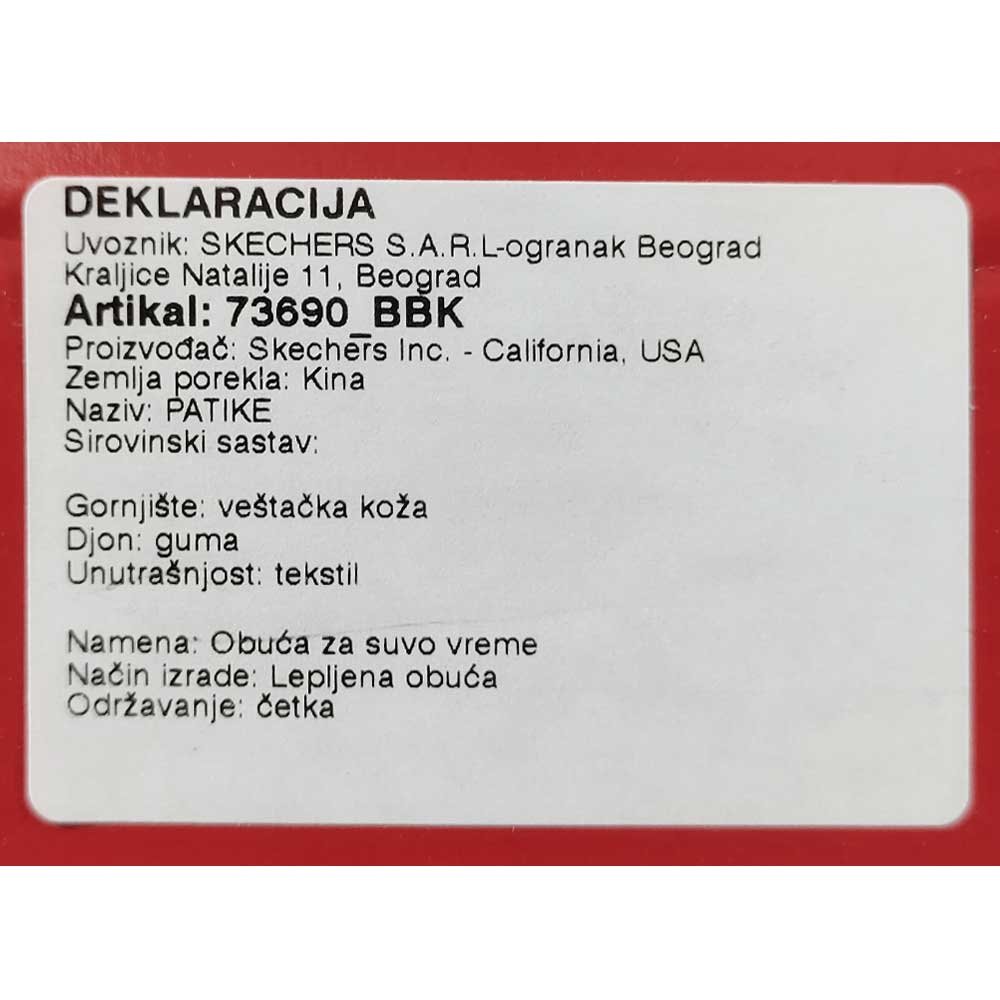 DEKLARACIJA
Uvoznik: SKECHERS S.A.R.L-ogranak Beograd
Kraljice Natalije 11, Beograd
Artikal: 73690_BBK
Proizvođač: Skechers Inc. - California, USA
Zemlja porekla: Kina
Naziv: PATIKE
Sirovinski sastav:
Gornjište: veštačka koža
Djon: guma
Unutrašnjost: tekstil
Namena: Obuća za suvo vreme
Način izrade: Lepljena obuća
Održavanje: četka